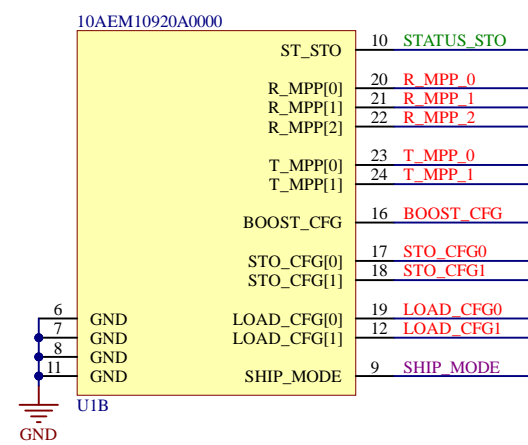 10AEM10920A0000
ST_STO 10 STATUS_STO
R_MPP[0] 20 R_MPP_0
R_MPP[1] 21 R_MPP_1
R_MPP[2] 22 R_MPP_2
T_MPP[0] 23 T_MPP_0
T_MPP[1] 24 T_MPP_1
BOOST_CFG 16 BOOST_CFG
STO_CFG[0] 17 STO_CFG0
STO_CFG[1] 18 STO_CFG1
6 GND LOAD_CFG[0] 19 LOAD_CFG0
7 GND LOAD_CFG[1] 12 LOAD_CFG1
8 GND
11 GND SHIP_MODE 9 SHIP_MODE
U1B
GND